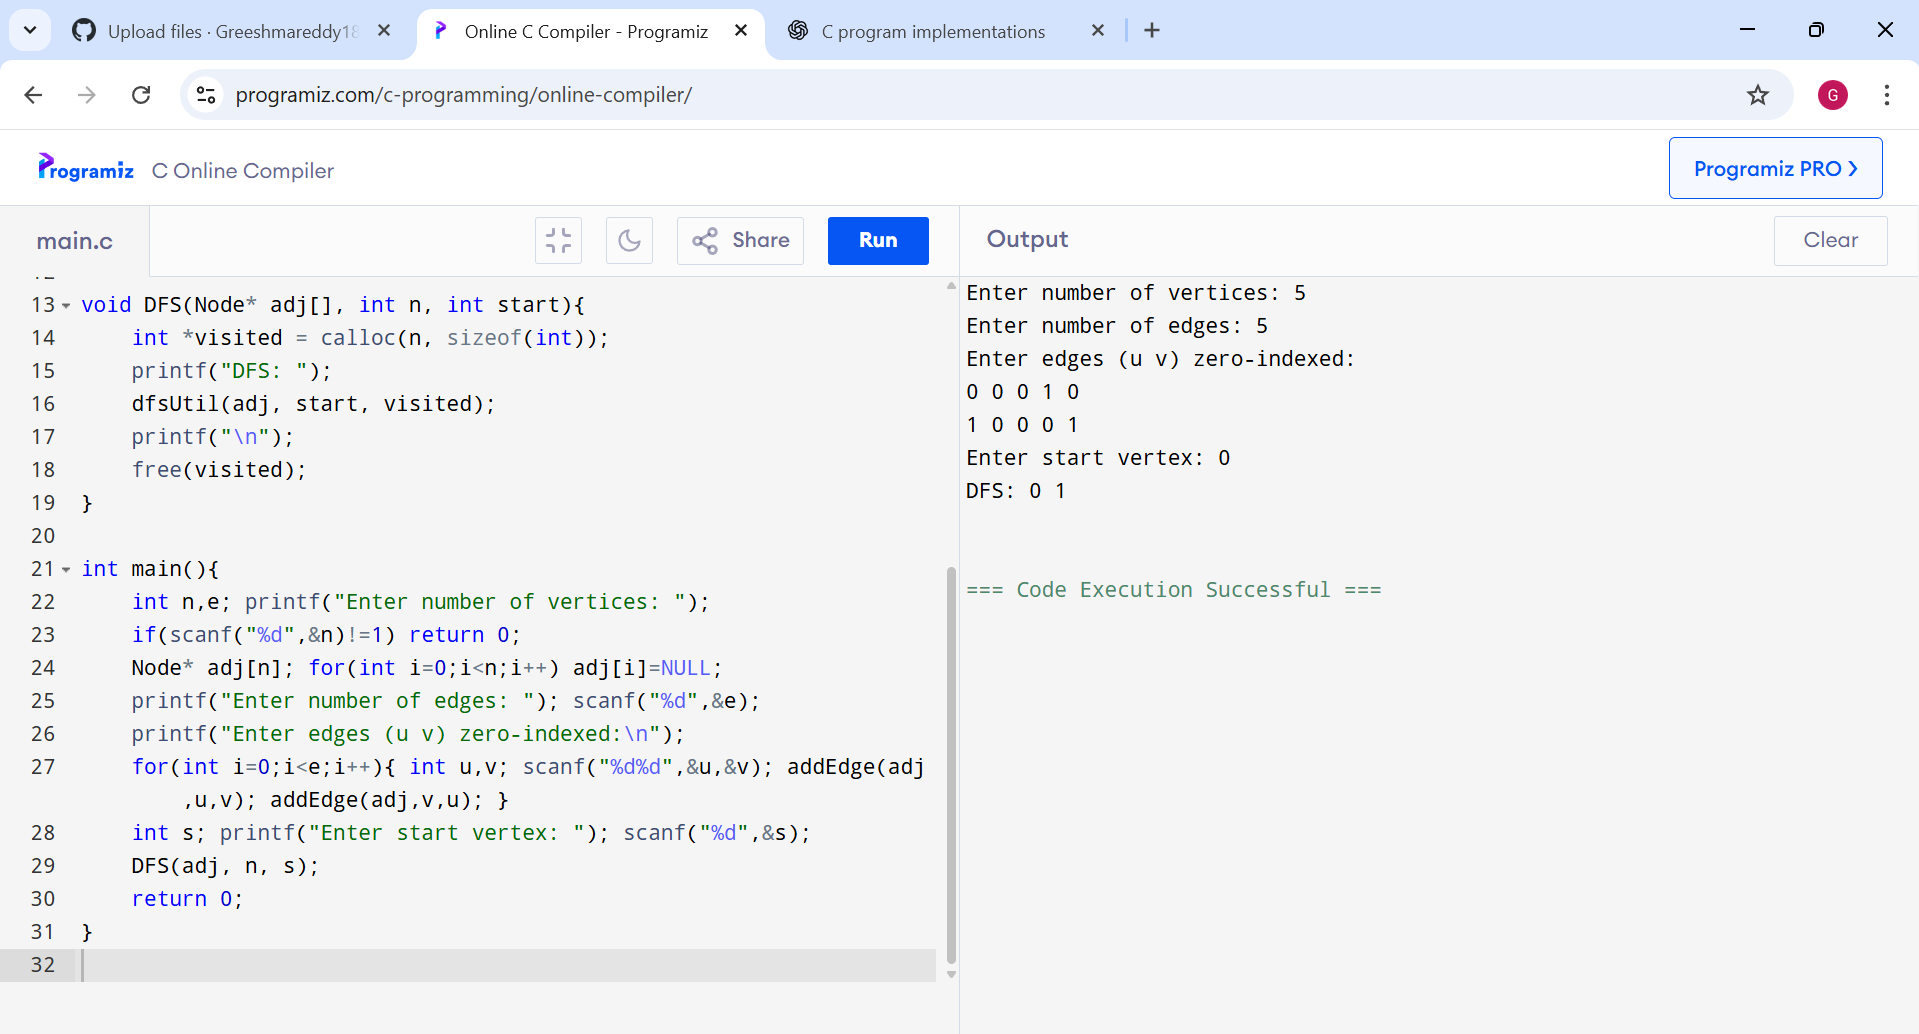 Upload files · Greeshmareddy18
Online C Compiler - Programiz
C program implementations
programiz.com/c-programming/online-compiler/
G
Programiz C Online Compiler
Programiz PRO
main.c
Share
Run
Output
Clear
12
13 void DFS(Node* adj[], int n, int start){
14 int *visited = calloc(n, sizeof(int));
15 printf("DFS: ");
16 dfsUtil(adj, start, visited);
17 printf("\n");
18 free(visited);
19 }
20
21 int main(){
22 int n,e; printf("Enter number of vertices: ");
23 if(scanf("%d",&n)!=1) return 0;
24 Node* adj[n]; for(int i=0;i<n;i++) adj[i]=NULL;
25 printf("Enter number of edges: "); scanf("%d",&e);
26 printf("Enter edges (u v) zero-indexed:\n");
27 for(int i=0;i<e;i++){ int u,v; scanf("%d%d",&u,&v); addEdge(adj
,u,v); addEdge(adj,v,u); }
28 int s; printf("Enter start vertex: "); scanf("%d",&s);
29 DFS(adj, n, s);
30 return 0;
31 }
32
Enter number of vertices: 5
Enter number of edges: 5
Enter edges (u v) zero-indexed:
0 0 0 1 0
1 0 0 0 1
Enter start vertex: 0
DFS: 0 1
=== Code Execution Successful ===